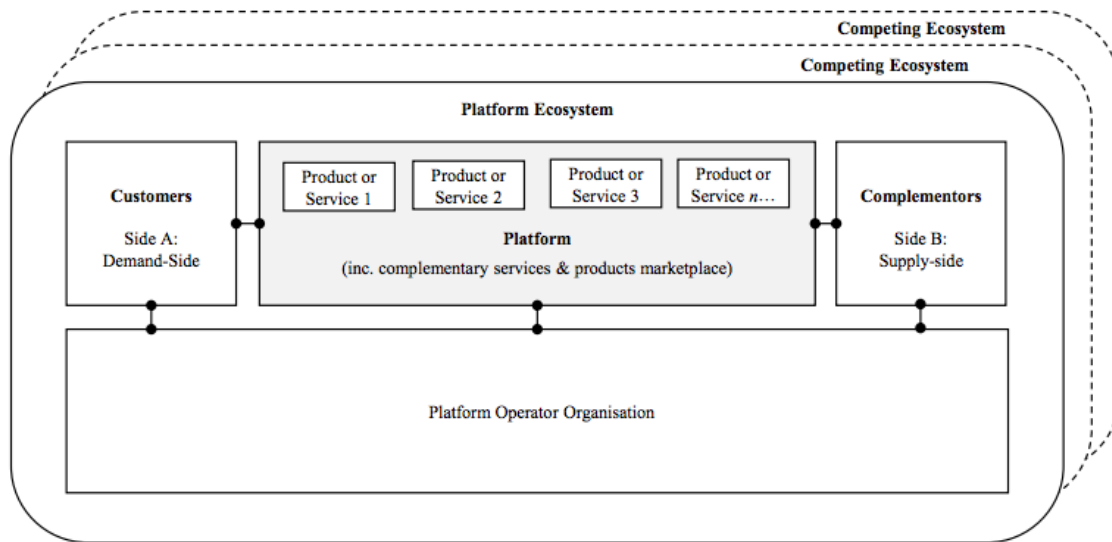 Competing Ecosystem
Competing Ecosystem
Platform Ecosystem
Customers
Side A:
Demand-Side
Product or
Service 1
Product or
Service 2
Product or
Service 3
Product or
Service n...
Platform
(inc. complementary services & products marketplace)
Complementors
Side B:
Supply-side
Platform Operator Organisation